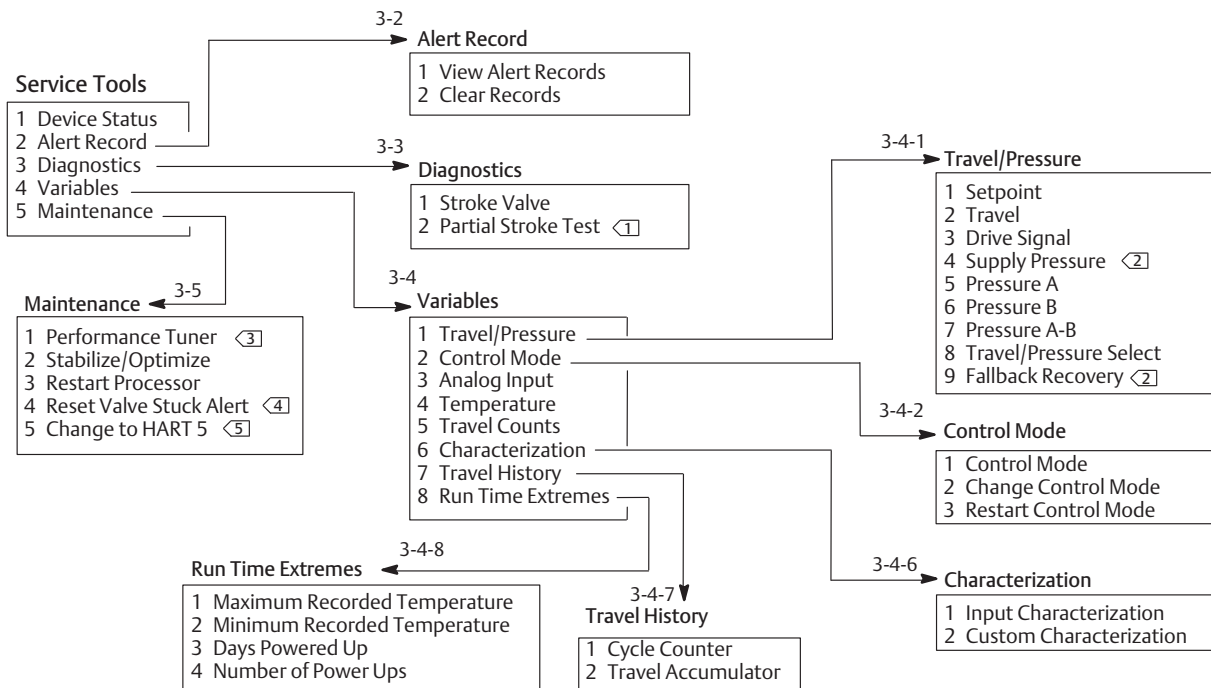 Service Tools
1 Device Status
2 Alert Record
3 Diagnostics
4 Variables
5 Maintenance
3-2
Alert Record
1 View Alert Records
2 Clear Records
3-3
Diagnostics
1 Stroke Valve
2 Partial Stroke Test 1
3-4
Variables
1 Travel/Pressure
2 Control Mode
3 Analog Input
4 Temperature
5 Travel Counts
6 Characterization
7 Travel History
8 Run Time Extremes
3-5
Maintenance
1 Performance Tuner 3
2 Stabilize/Optimize
3 Restart Processor
4 Reset Valve Stuck Alert 4
5 Change to HART 5 5
3-4-1
Travel/Pressure
1 Setpoint
2 Travel
3 Drive Signal
4 Supply Pressure 2
5 Pressure A
6 Pressure B
7 Pressure A-B
8 Travel/Pressure Select
9 Fallback Recovery 2
3-4-2
Control Mode
1 Control Mode
2 Change Control Mode
3 Restart Control Mode
3-4-6
Characterization
1 Input Characterization
2 Custom Characterization
3-4-7
Travel History
1 Cycle Counter
2 Travel Accumulator
3-4-8
Run Time Extremes
1 Maximum Recorded Temperature
2 Minimum Recorded Temperature
3 Days Powered Up
4 Number of Power Ups